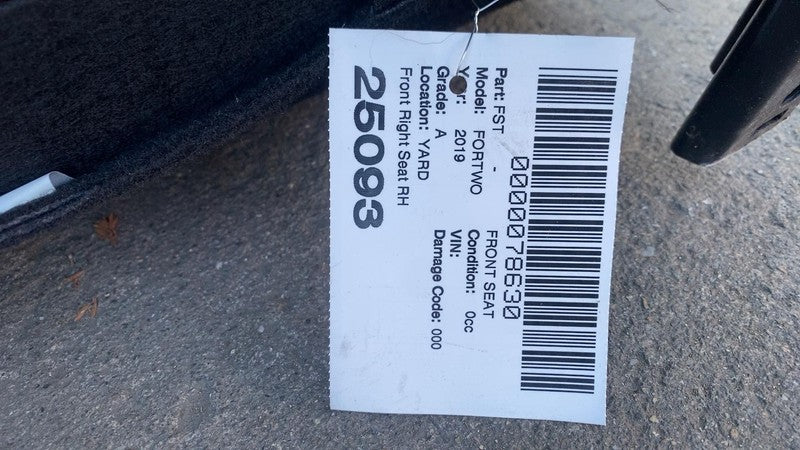 0000078630
Part: FST - FRONT SEAT
Model: FORTWO Condition: 0cc
Year: 2019 VIN:
Grade: A Damage Code: 000
Location: YARD
Front Right Seat RH
25093